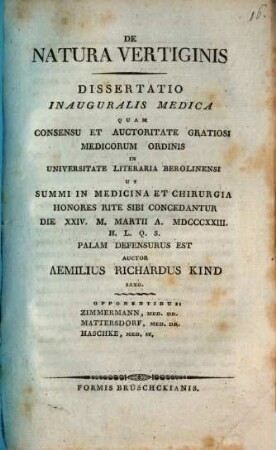 16.
DE
NATURA VERTIGINIS
DISSERTATIO
INAUGURALIS MEDICA
QUAM
CONSENSU ET AUCTORITATE GRATIOSI
MEDICORUM ORDINIS
IN
UNIVERSITATE LITERARIA BEROLINENSI
UT
SUMMI IN MEDICINA ET CHIRURGIA
HONORES RITE SIBI CONCEDANTUR
DIE XXIV. M. MARTII A. MDCCCXXIII.
H. L. Q. S.
PALAM DEFENSURUS EST
AUCTOR
AEMILIUS RICHARDUS KIND
SAXO.
OPPONENTIBUS:
ZIMMERMANN, MED. DD.
MATTERSDORF, MED. DR.
HASCHKE, MED. ST.
FORMIS BRÜSCHCKIANIS.